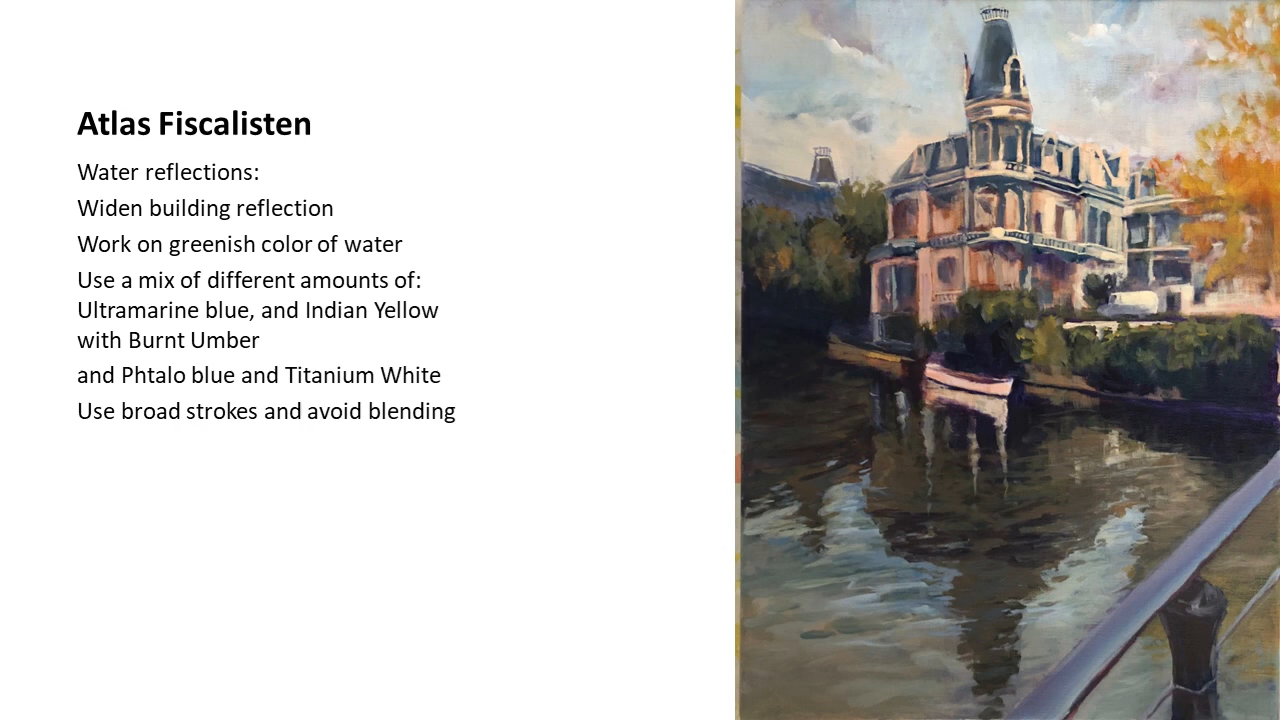 Atlas Fiscalisten
Water reflections:
Widen building reflection
Work on greenish color of water
Use a mix of different amounts of:
Ultramarine blue, and Indian Yellow
with Burnt Umber
and Phtalo blue and Titanium White
Use broad strokes and avoid blending